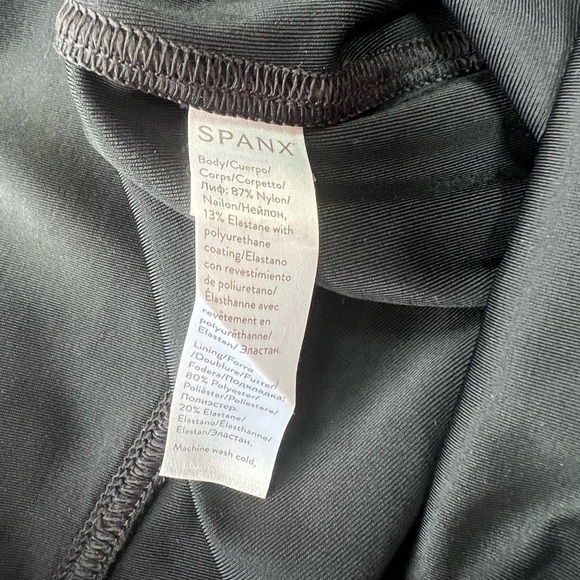 SPANX
Body/Cuerpo/
Corps/Corpetto/
Лиф: 87% Nylon/
Nailon/Нейлон,
13% Elastane with
polyurethane
coating/Elastano
con revestimiento
de poliuretano/
Élasthanne avec
revêtement en
polyuréthane/
Elastan/ Эластан.
Lining/Forro
/Doublure/Futter/
Fodera/Подкладка:
80% Polyester/
Poliéster/Poliestere/
Полиэстер.
20% Elastane/
Elastano/Élasthanne/
Elastan/Эластан.
Machine wash cold,